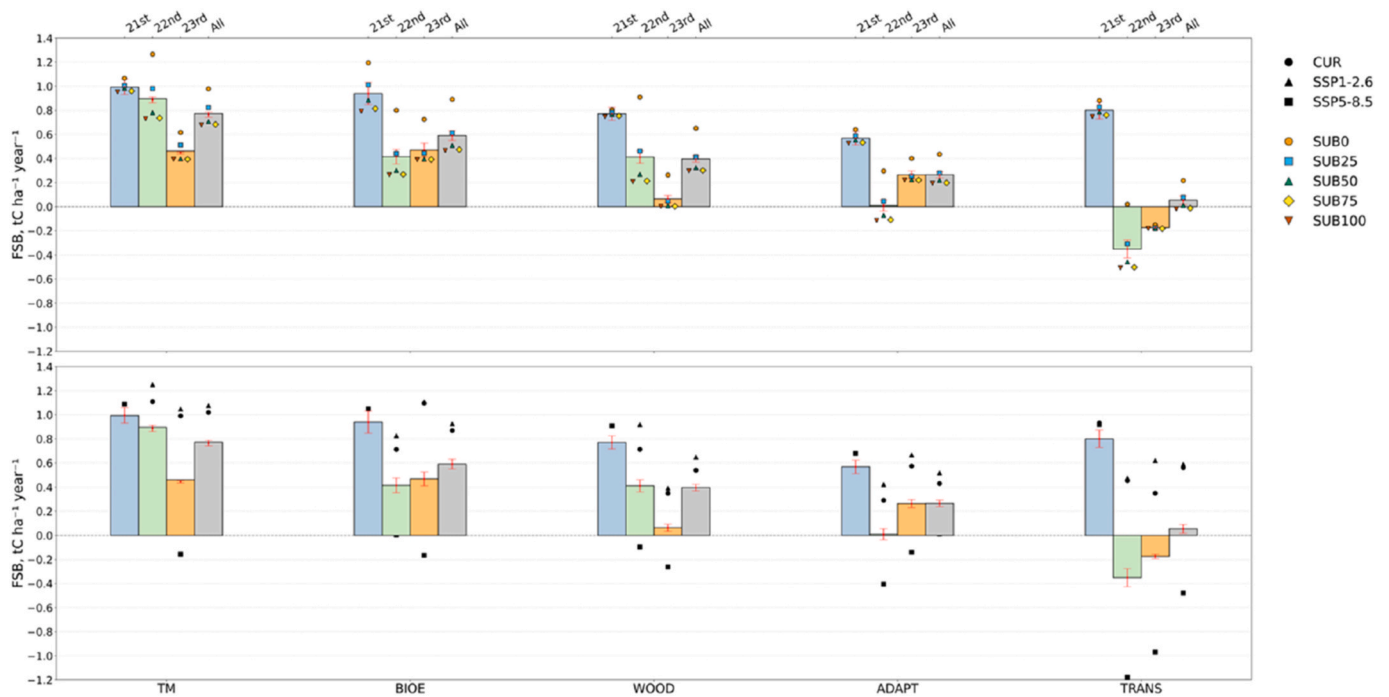 21st 22nd 23rd All 21st 22nd 23rd All 21st 22nd 23rd All 21st 22nd 23rd All 21st 22nd 23rd All
1.4
1.2
1.0
0.8
0.6
0.4
0.2
0.0
−0.2
−0.4
−0.6
−0.8
−1.0
−1.2
FSB, tC ha⁻¹ year⁻¹
CUR
SSP1-2.6
SSP5-8.5
SUB0
SUB25
SUB50
SUB75
SUB100
1.4
1.2
1.0
0.8
0.6
0.4
0.2
0.0
−0.2
−0.4
−0.6
−0.8
−1.0
−1.2
FSB, tC ha⁻¹ year⁻¹
TM BIOE WOOD ADAPT TRANS